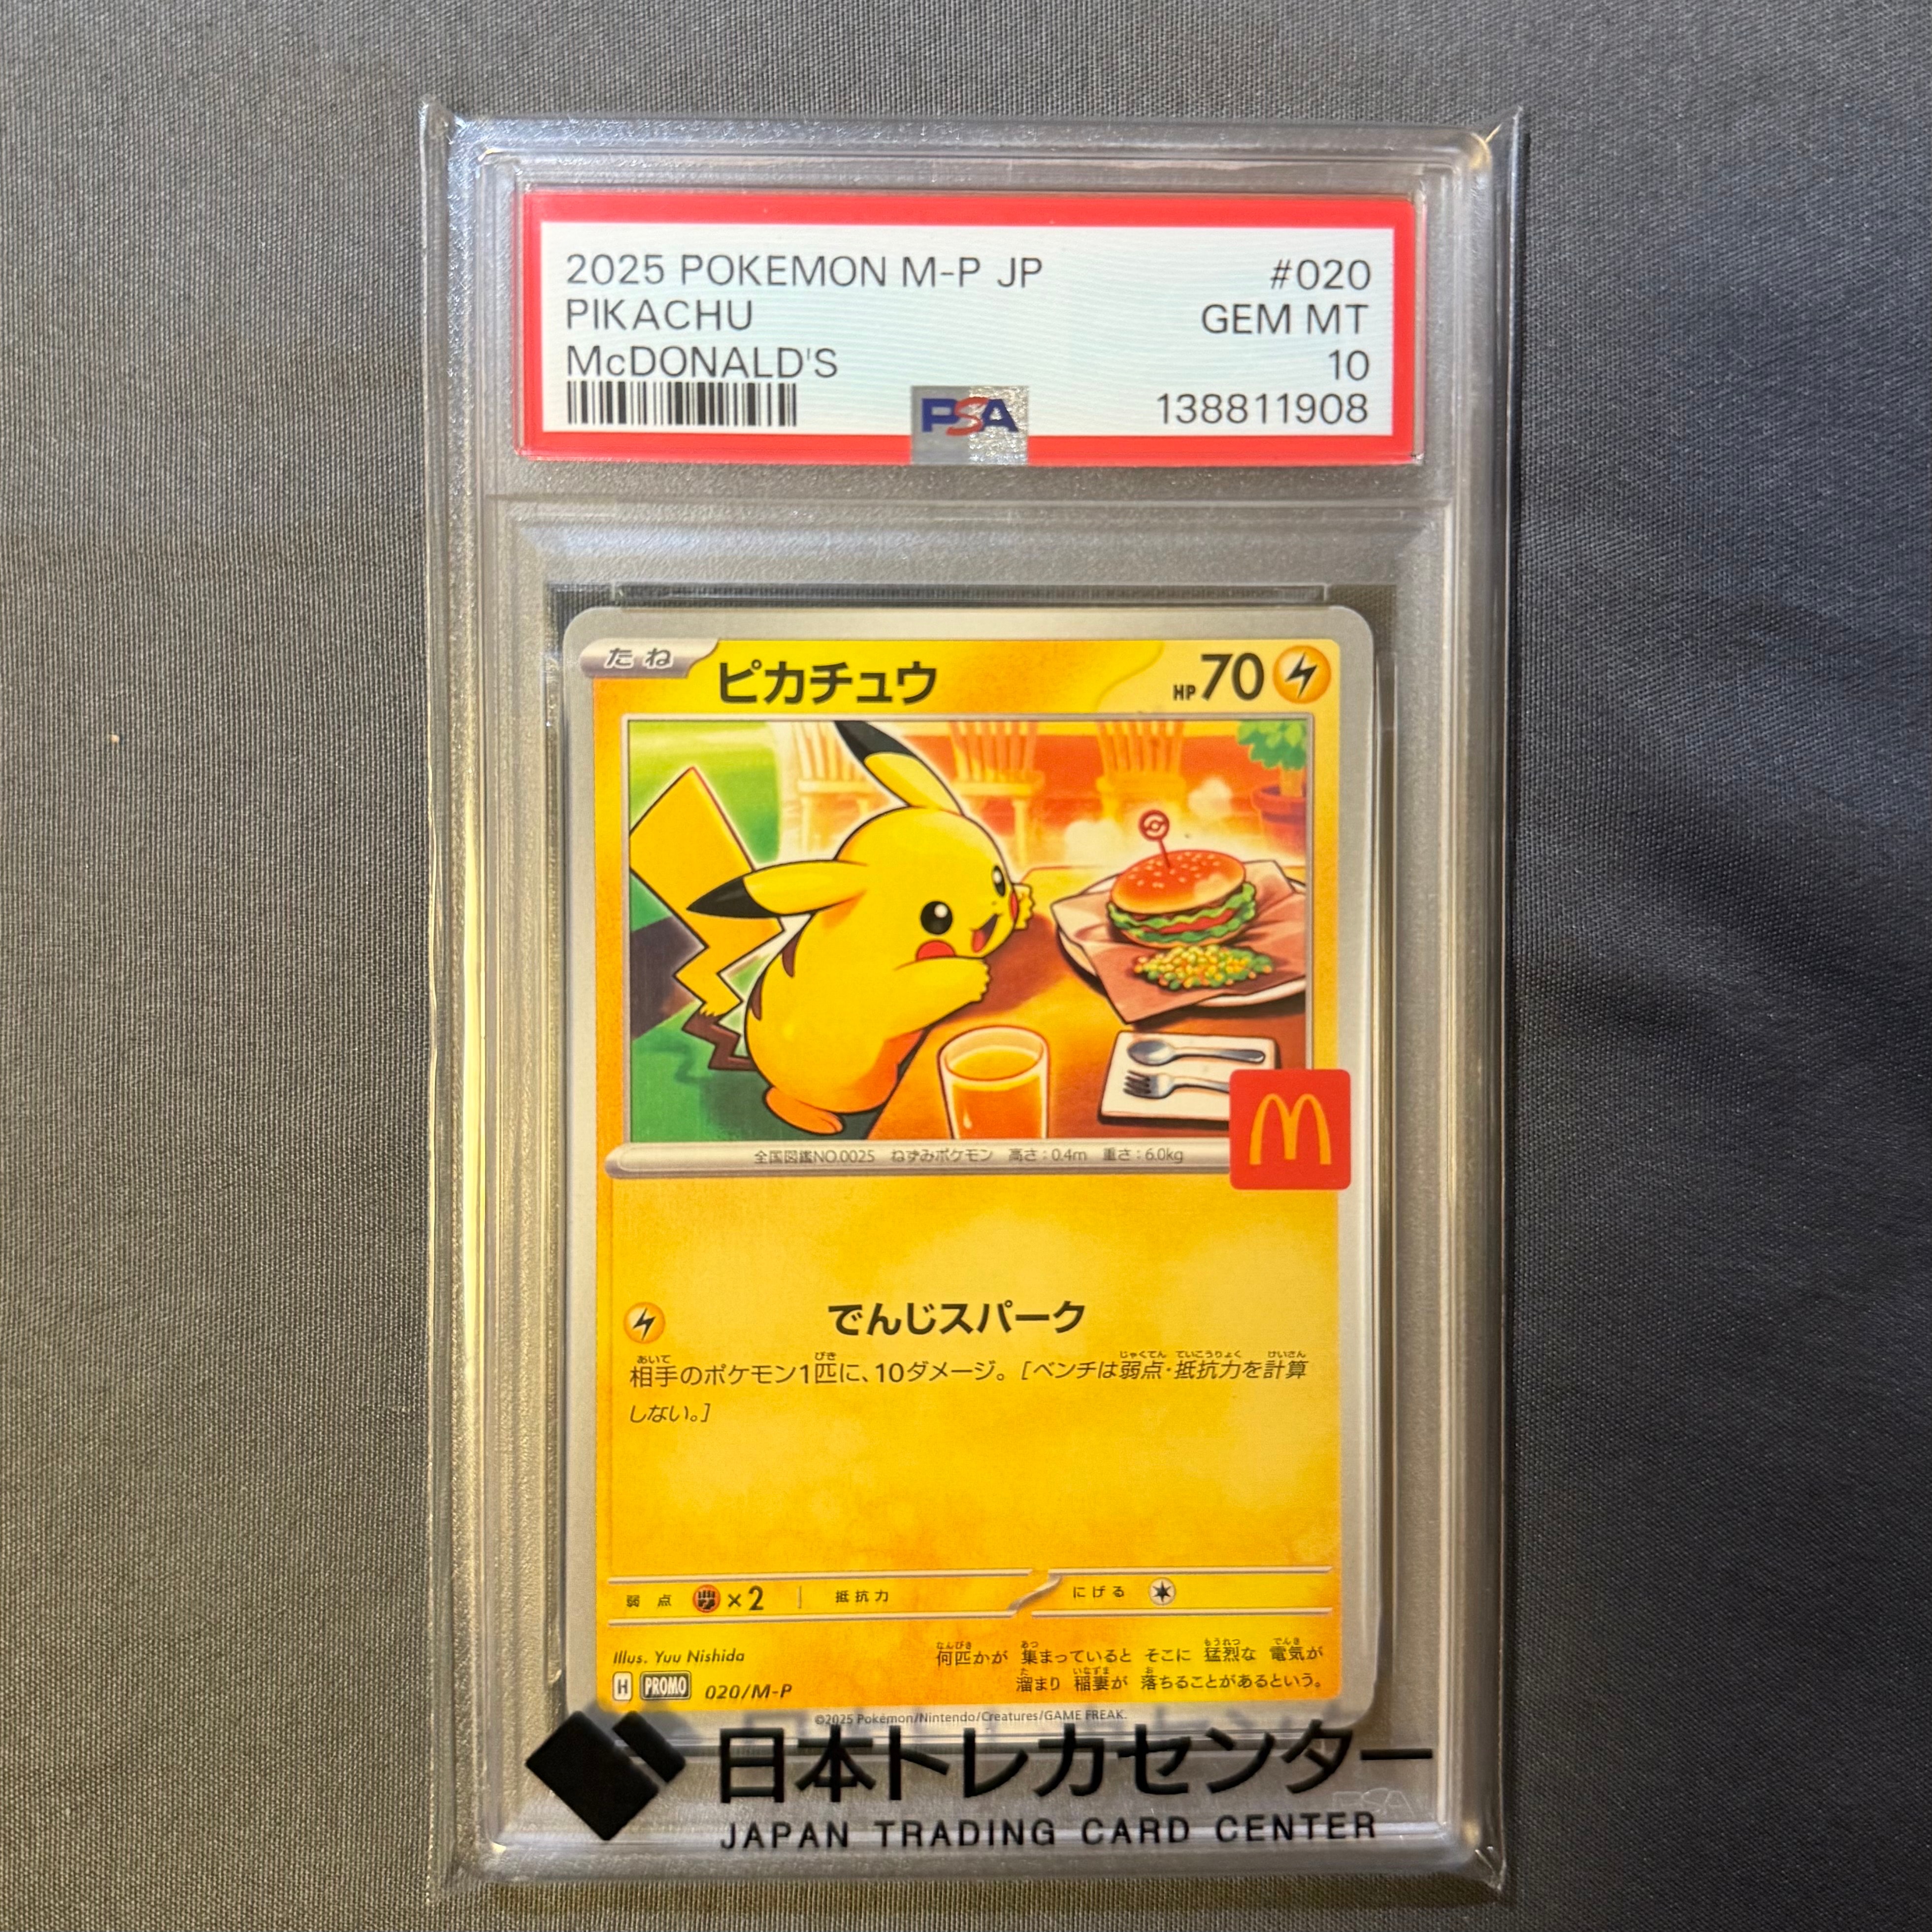 2025 POKEMON M-P JP #020
PIKACHU GEM MT
McDONALD'S 10
PSA 138811908
たね ピカチュウ HP70
M
全国図鑑NO.0025 ねずみポケモン 高さ:0.4m 重さ:6.0kg
でんじスパーク
相手のポケモン1匹に、10ダメージ。[ベンチは弱点・抵抗力を計算
しない。]
弱点 ×2 抵抗力 にげる
Illus. Yuu Nishida
何匹かが 集まっていると そこに 猛烈な 電気が
溜まり 稲妻が 落ちることがあるという。
H PROMO 020/M-P
©2025 Pokémon/Nintendo/Creatures/GAME FREAK.
日本トレカセンター
JAPAN TRADING CARD CENTER
PSA